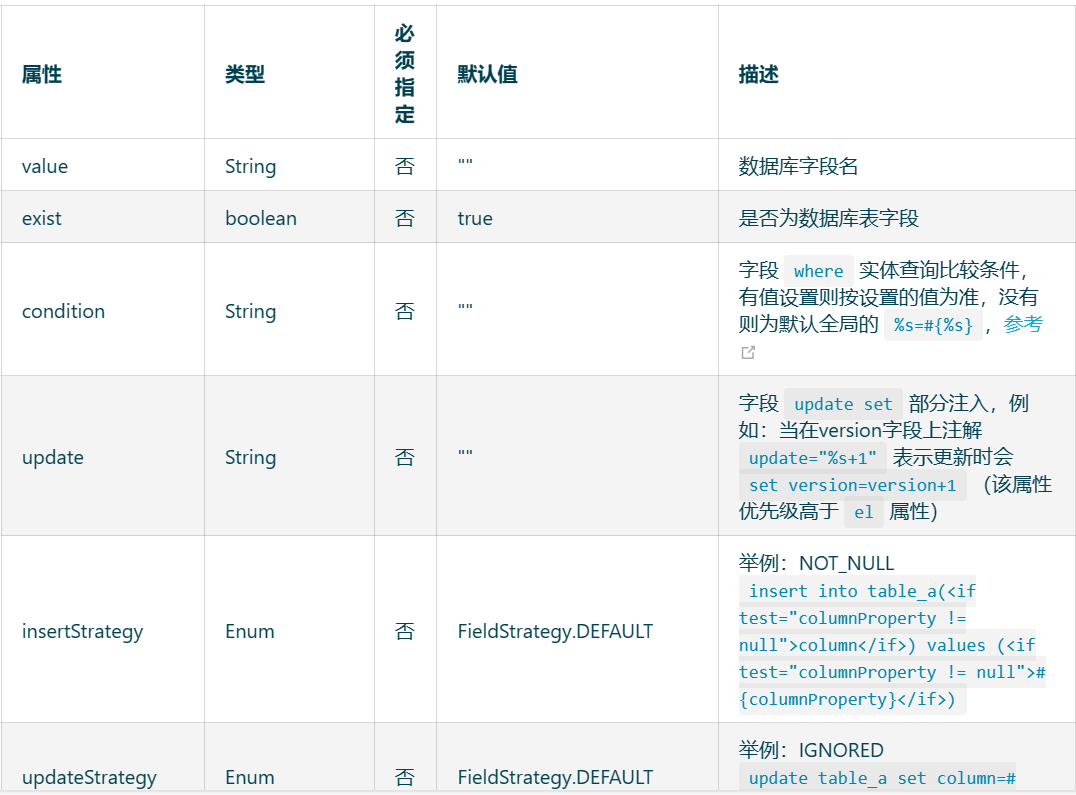 属性 类型 必须指定 默认值 描述
value String 否 "" 数据库字段名
exist boolean 否 true 是否为数据库表字段
condition String 否 "" 字段 where 实体查询比较条件，
有值设置则按设置的值为准，没有
则为默认全局的 %s=#{%s} ，参考
update String 否 "" 字段 update set 部分注入，例
如：当在version字段上注解
update="%s+1" 表示更新时会
set version=version+1 （该属性
优先级高于 el 属性）
insertStrategy Enum 否 FieldStrategy.DEFAULT 举例：NOT_NULL
insert into table_a(<if
test="columnProperty !=
null">column</if>) values (<if
test="columnProperty != null">#
{columnProperty}</if>)
updateStrategy Enum 否 FieldStrategy.DEFAULT 举例：IGNORED
update table_a set column=#